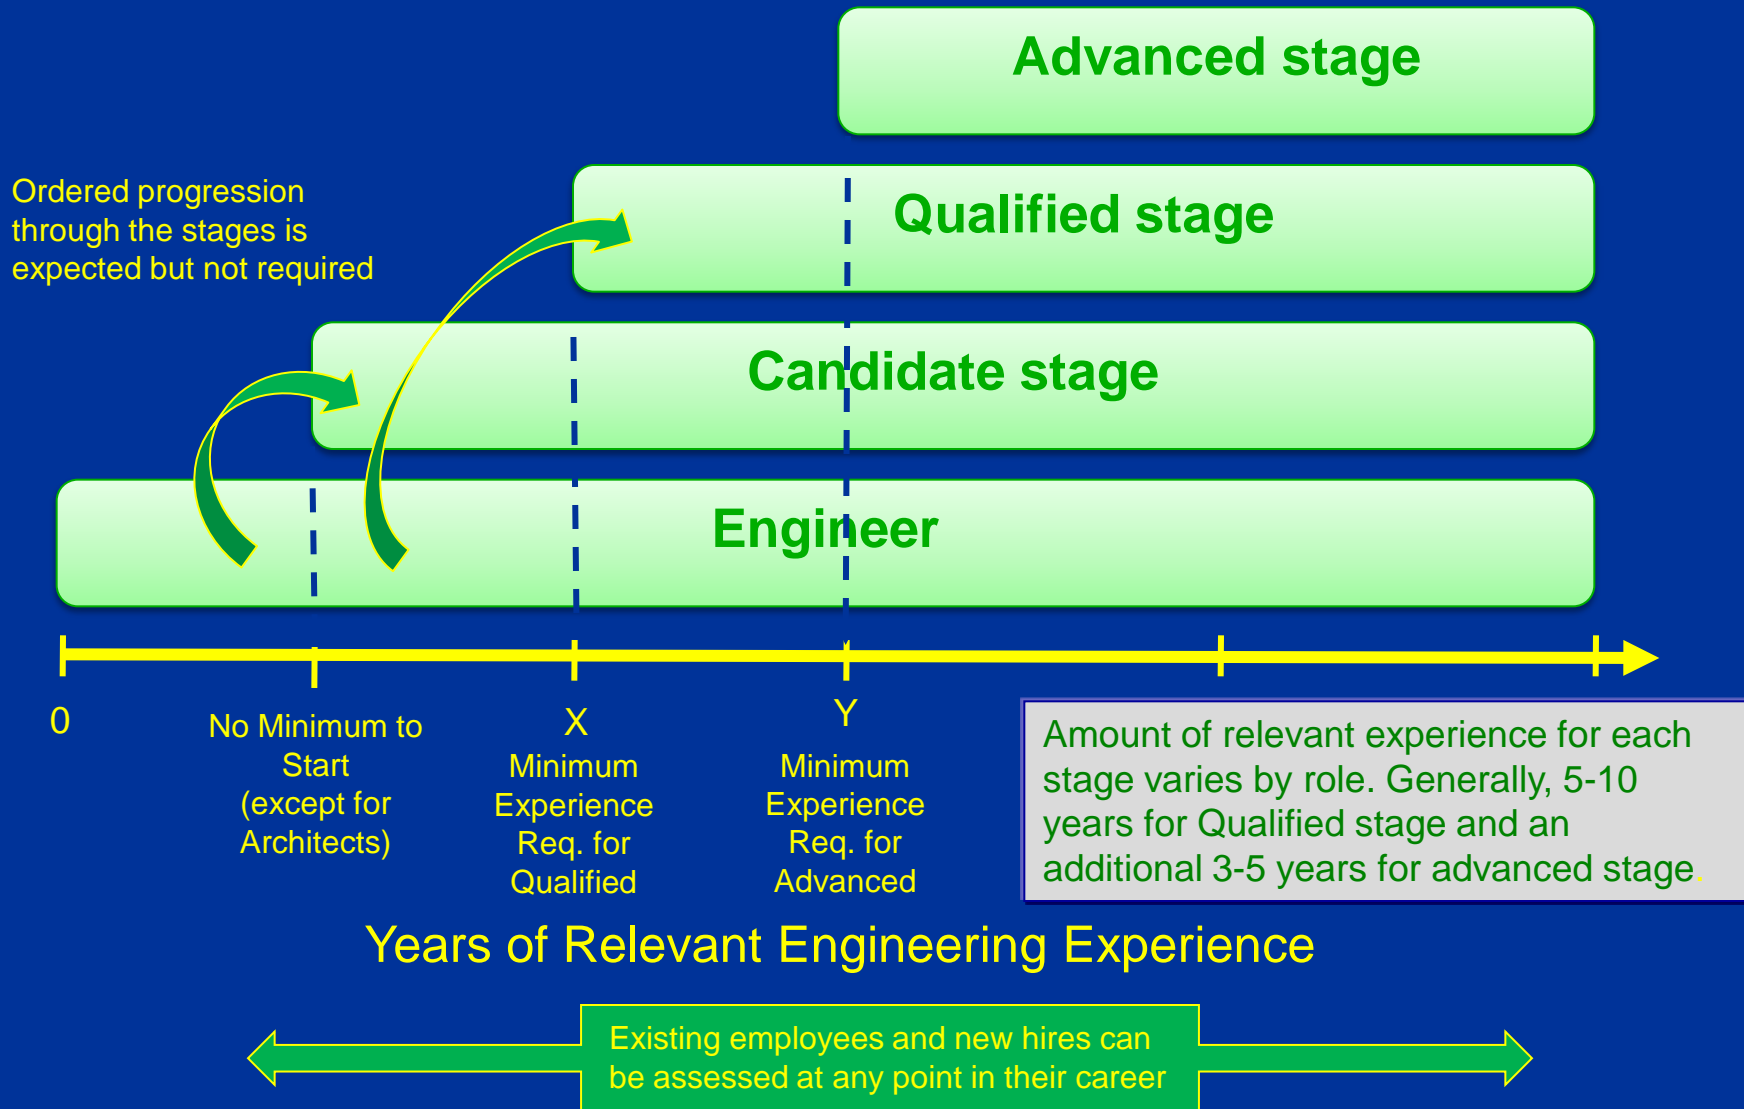 Advanced stage
Ordered progression
through the stages is
expected but not required
Qualified stage
Candidate stage
Engineer
0
No Minimum to
Start
(except for
Architects)
X
Minimum
Experience
Req. for
Qualified
Y
Minimum
Experience
Req. for
Advanced
Amount of relevant experience for each
stage varies by role. Generally, 5-10
years for Qualified stage and an
additional 3-5 years for advanced stage.
Years of Relevant Engineering Experience
Existing employees and new hires can
be assessed at any point in their career